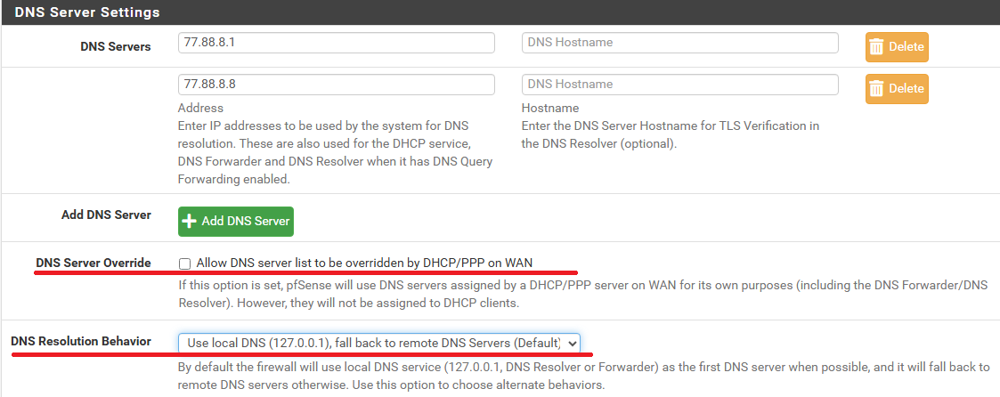 DNS Server Settings
DNS Servers 77.88.8.1 DNS Hostname Delete
77.88.8.8 DNS Hostname Delete
Address
Enter IP addresses to be used by the system for DNS
resolution. These are also used for the DHCP service,
DNS Forwarder and DNS Resolver when it has DNS Query
Forwarding enabled.
Hostname
Enter the DNS Server Hostname for TLS Verification in
the DNS Resolver (optional).
Add DNS Server Add DNS Server
DNS Server Override Allow DNS server list to be overridden by DHCP/PPP on WAN
If this option is set, pfSense will use DNS servers assigned by a DHCP/PPP server on WAN for its own purposes (including the DNS Forwarder/DNS
Resolver). However, they will not be assigned to DHCP clients.
DNS Resolution Behavior Use local DNS (127.0.0.1), fall back to remote DNS Servers (Default)
By default the firewall will use local DNS service (127.0.0.1, DNS Resolver or Forwarder) as the first DNS server when possible, and it will fall back to
remote DNS servers otherwise. Use this option to choose alternate behaviors.